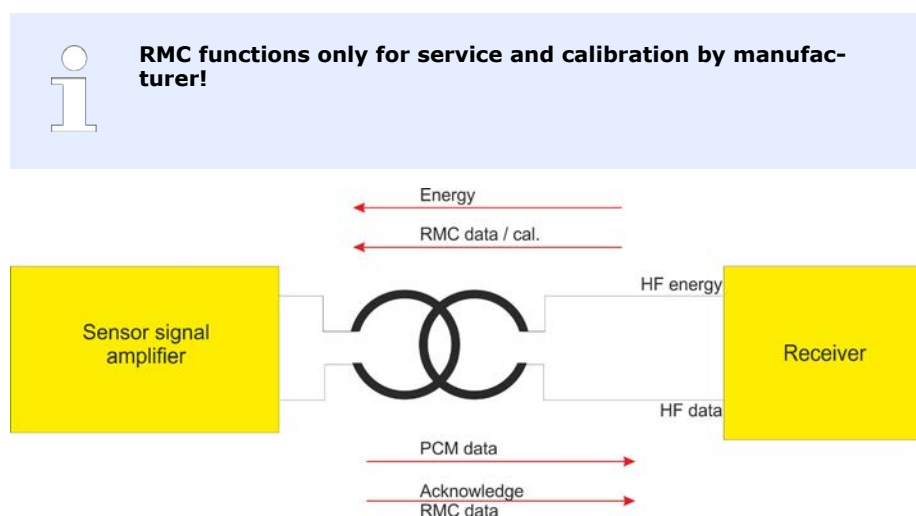 RMC functions only for service and calibration by manufac-
turer!
Energy
RMC data / cal.
HF energy
Sensor signal
amplifier
Receiver
HF data
PCM data
Acknowledge
RMC data